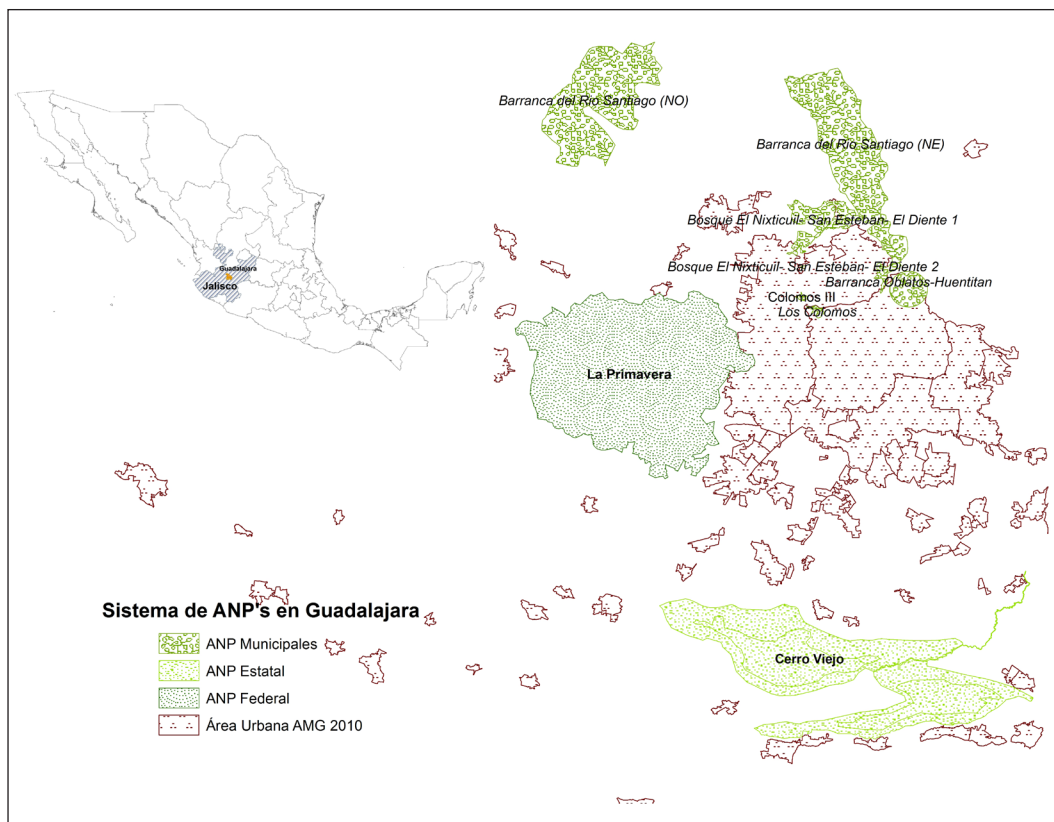 Barranca del Rio Santiago (NO)
Barranca del Rio Santiago (NE)
Bosque El Nixticuil- San Esteban- El Diente 1
Bosque El Nixticuil- San Esteban- El Diente 2
Barranca Oblatos-Huentitan
Colomos III
Los Colomos
Guadalajara
Jalisco
La Primavera
Cerro Viejo
Sistema de ANP's en Guadalajara
ANP Municipales
ANP Estatal
ANP Federal
Área Urbana AMG 2010